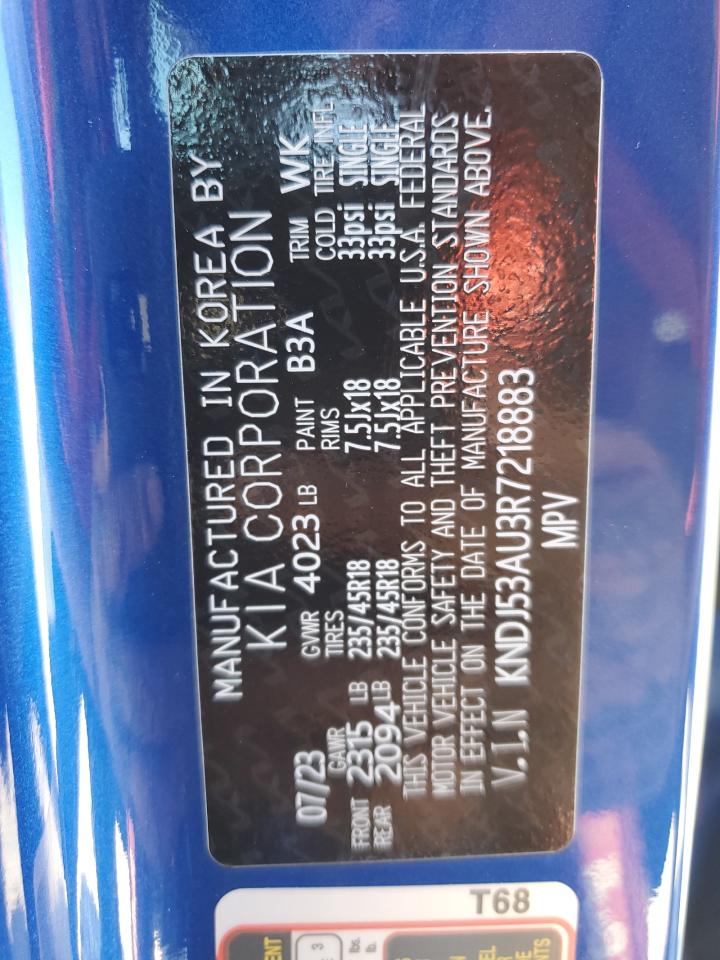 MANUFACTURED IN KOREA BY
KIA CORPORATION
07/23 GVWR 4023 LB PAINT B3A TRIM WK
GAWR TIRES RIMS COLD TIRE INFL
FRONT 2315 LB 235/45R18 7.5Jx18 33psi SINGLE
REAR 2094 LB 235/45R18 7.5Jx18 33psi SINGLE
THIS VEHICLE CONFORMS TO ALL APPLICABLE U.S.A. FEDERAL
MOTOR VEHICLE SAFETY AND THEFT PREVENTION STANDARDS
IN EFFECT ON THE DATE OF MANUFACTURE SHOWN ABOVE.
V.I.N KNDJ53AU3R7218883
MPV
T68
3
lbs.
lb.